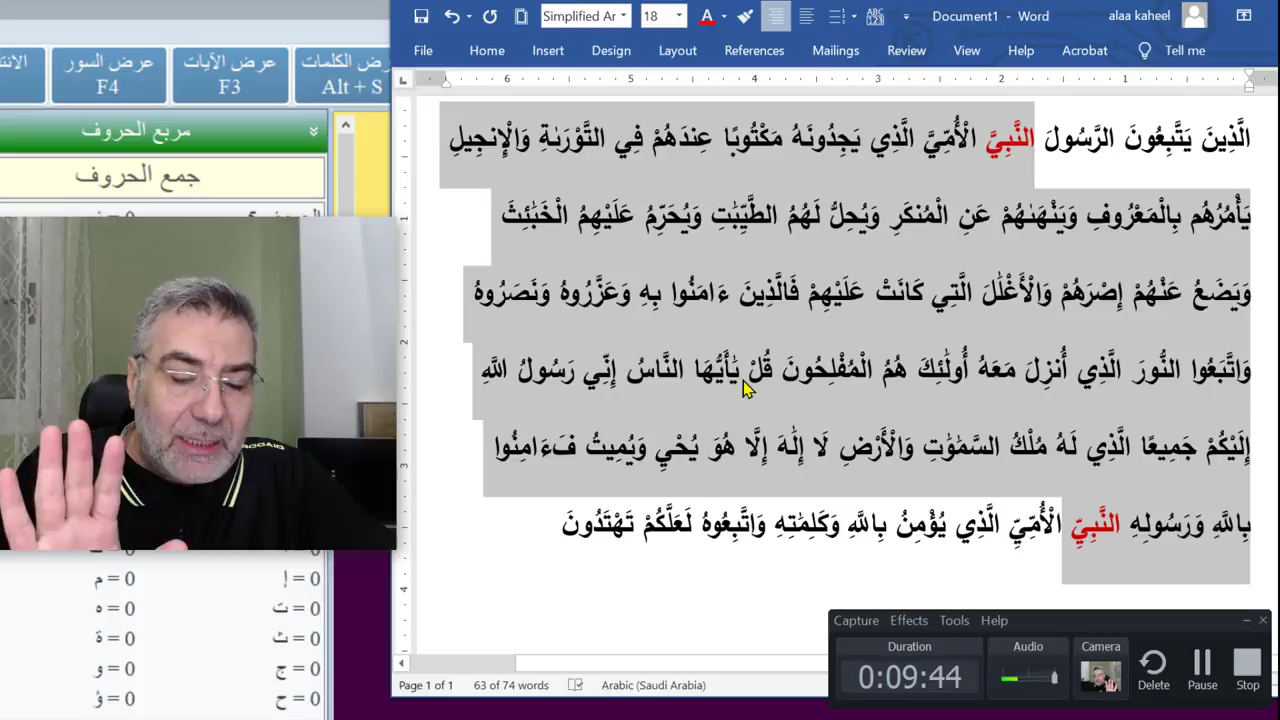 Simplified Ar
18
Document1 - Word
alaa kaheel
File
Home
Insert
Design
Layout
References
Mailings
Review
View
Help
Acrobat
Tell me
عرض السور
F4
عرض الآيات
F3
Alt + S
مربع الحروف
جمع الحروف
6 5 4 3 2 1
الَّذِينَ يَتَّبِعُونَ الرَّسُولَ النَّبِيَّ الْأُمِّيَّ الَّذِي يَجِدُونَهُ مَكْتُوبًا عِندَهُمْ فِي التَّوْرَىٰةِ وَالْإِنجِيلِ
يَأْمُرُهُم بِالْمَعْرُوفِ وَيَنْهَىٰهُمْ عَنِ الْمُنكَرِ وَيُحِلُّ لَهُمُ الطَّيِّبَٰتِ وَيُحَرِّمُ عَلَيْهِمُ الْخَبَٰئِثَ
وَيَضَعُ عَنْهُمْ إِصْرَهُمْ وَالْأَغْلَٰلَ الَّتِي كَانَتْ عَلَيْهِمْ فَالَّذِينَ ءَامَنُوا بِهِ وَعَزَّرُوهُ وَنَصَرُوهُ
وَاتَّبَعُوا النُّورَ الَّذِي أُنزِلَ مَعَهُ أُولَٰئِكَ هُمُ الْمُفْلِحُونَ قُلْ يَٰأَيُّهَا النَّاسُ إِنِّي رَسُولُ اللَّهِ
إِلَيْكُمْ جَمِيعًا الَّذِي لَهُ مُلْكُ السَّمَٰوَٰتِ وَالْأَرْضِ لَا إِلَٰهَ إِلَّا هُوَ يُحْيِ وَيُمِيتُ فَءَامِنُوا
بِاللَّهِ وَرَسُولِهِ النَّبِيِّ الْأُمِّيِّ الَّذِي يُؤْمِنُ بِاللَّهِ وَكَلِمَٰتِهِ وَاتَّبِعُوهُ لَعَلَّكُمْ تَهْتَدُونَ
إ = 0
م = 0
ت = 0
ه = 0
ث = 0
ة = 0
ج = 0
و = 0
ح = 0
ؤ = 0
Capture
Effects
Tools
Help
Duration
Audio
Camera
0:09:44
Delete
Pause
Stop
Page 1 of 1
63 of 74 words
Arabic (Saudi Arabia)